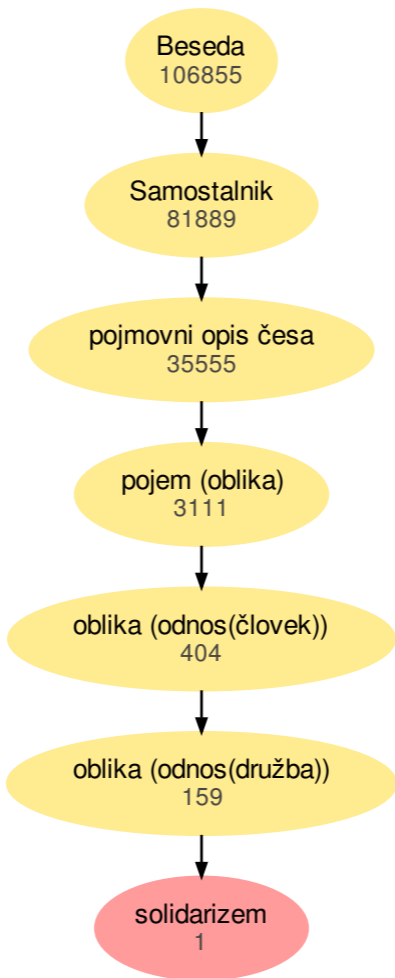 Beseda
106855
Samostalnik
81889
pojmovni opis česa
35555
pojem (oblika)
3111
oblika (odnos(človek))
404
oblika (odnos(družba))
159
solidarizem
1